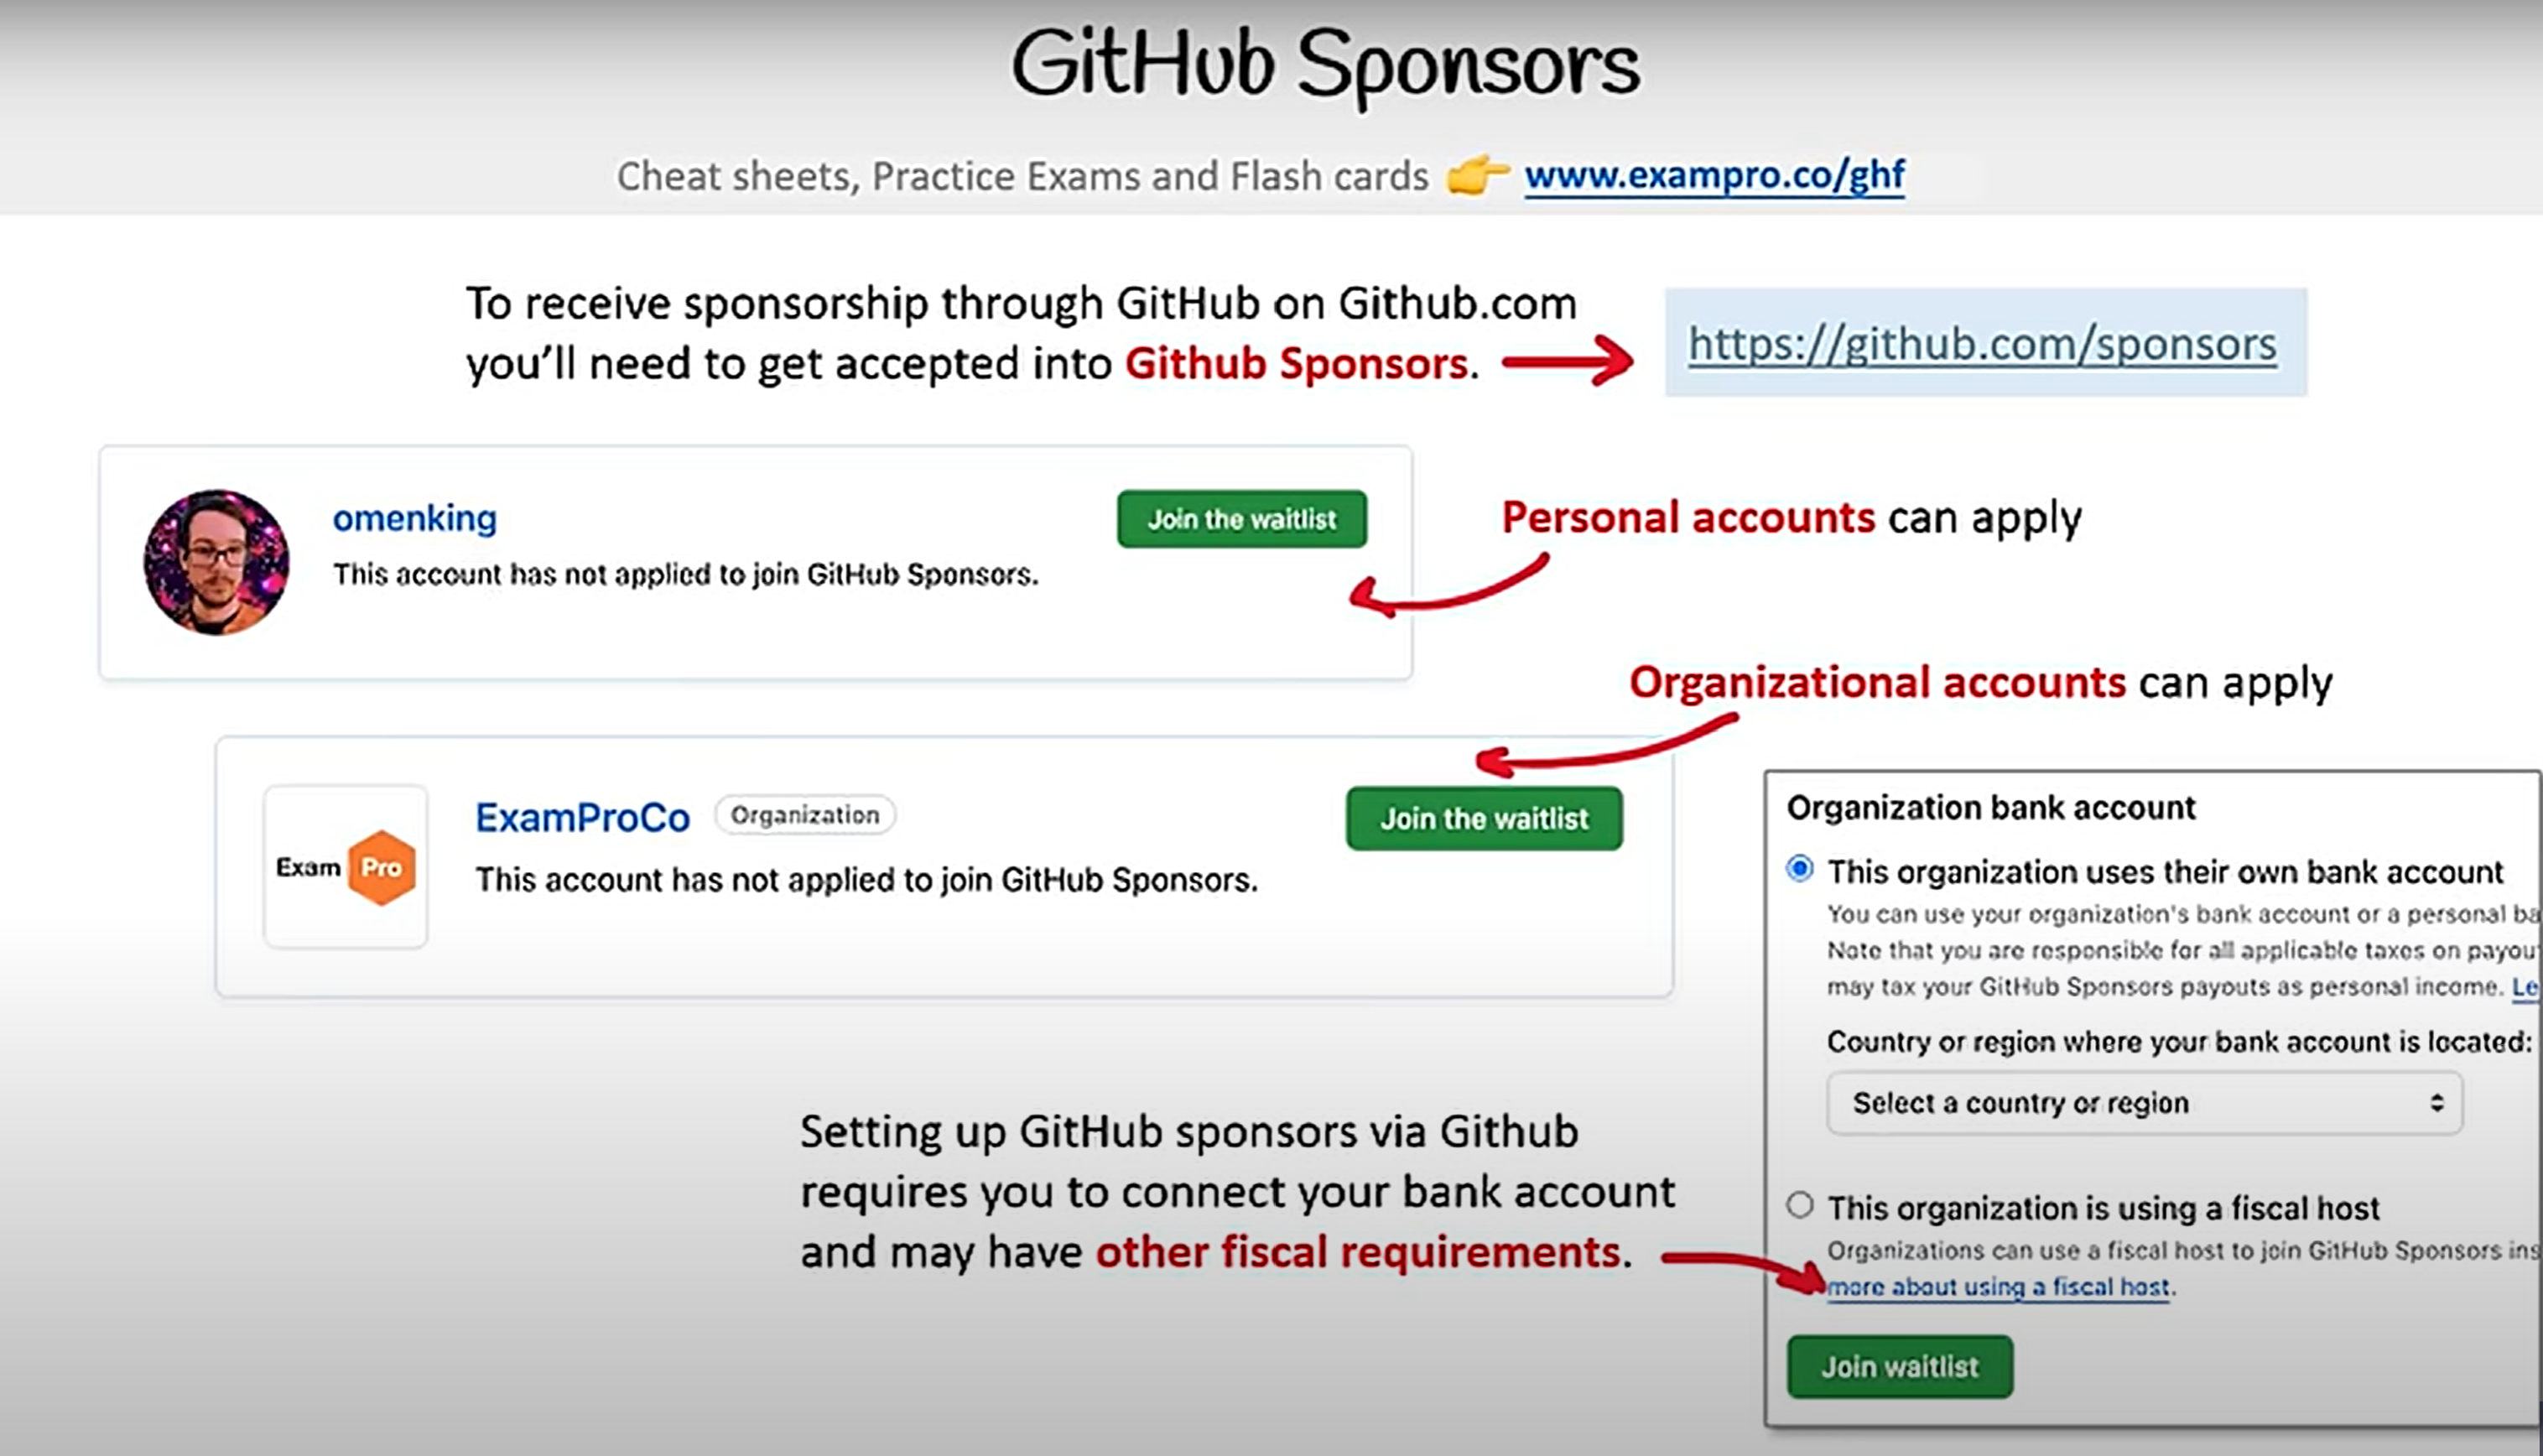 GitHub Sponsors
Cheat sheets, Practice Exams and Flash cards 👉 www.exampro.co/ghf
To receive sponsorship through GitHub on Github.com
you'll need to get accepted into Github Sponsors.
https://github.com/sponsors
omenking
Join the waitlist
This account has not applied to join GitHub Sponsors.
Personal accounts can apply
Organizational accounts can apply
Exam Pro
ExamProCo
Organization
Join the waitlist
This account has not applied to join GitHub Sponsors.
Setting up GitHub sponsors via Github
requires you to connect your bank account
and may have other fiscal requirements.
Organization bank account
This organization uses their own bank account
You can use your organization's bank account or a personal ba
Note that you are responsible for all applicable taxes on payou
may tax your GitHub Sponsors payouts as personal income. Le
Country or region where your bank account is located:
Select a country or region
This organization is using a fiscal host
Organizations can use a fiscal host to join GitHub Sponsors ins
more about using a fiscal host.
Join waitlist